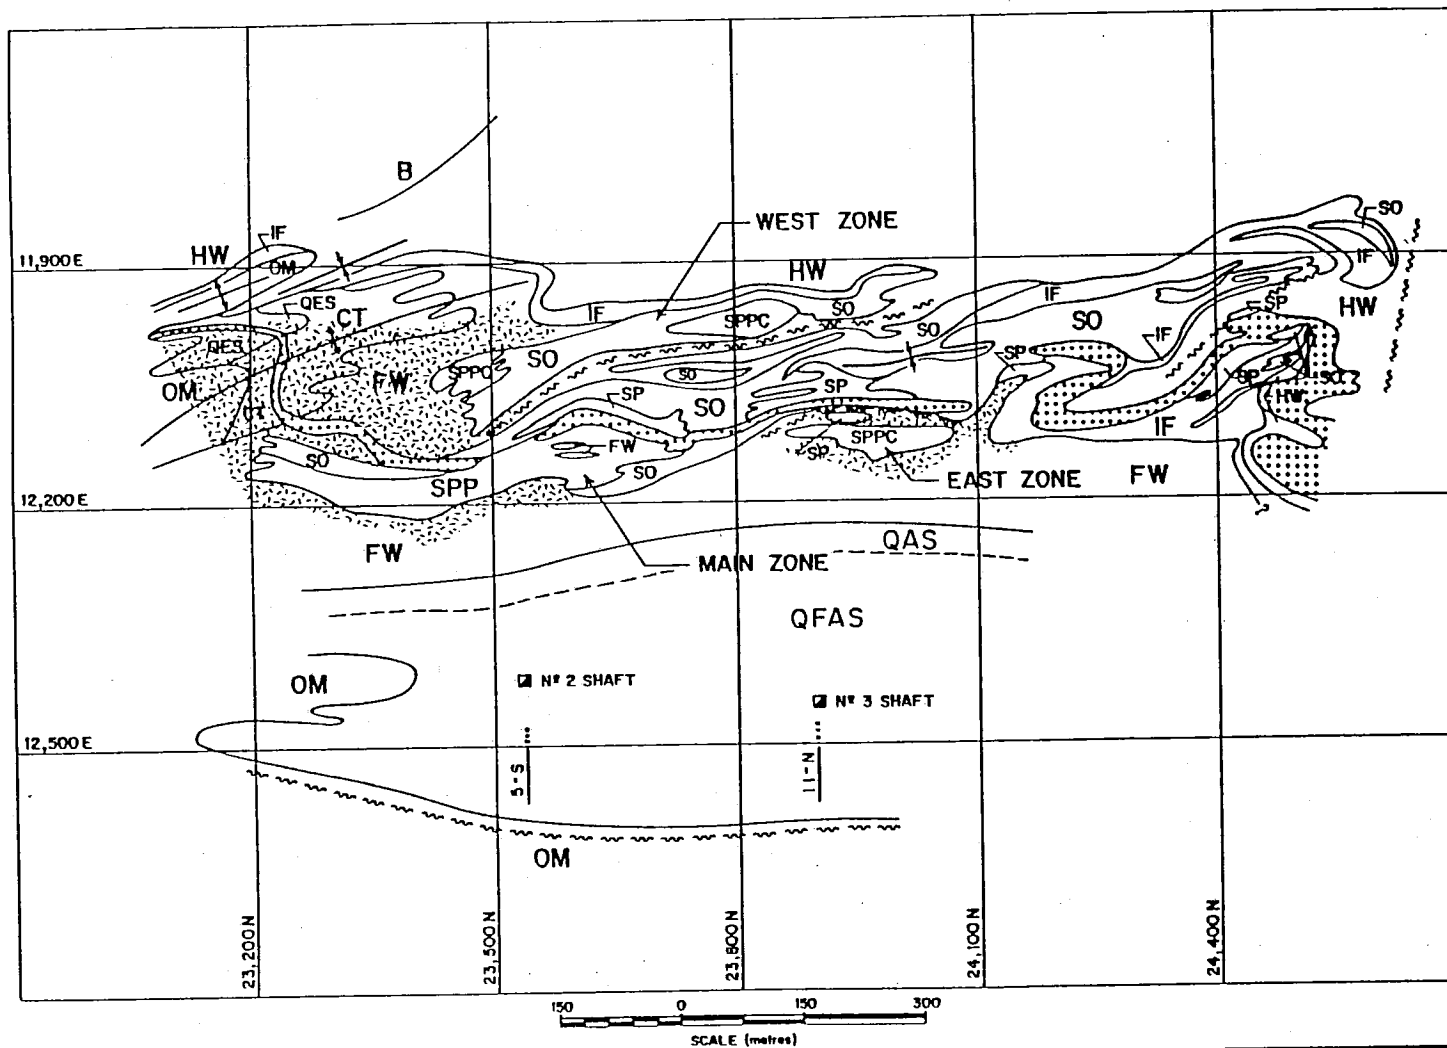 B
WEST ZONE
SO
IF
HW
OM
11,900 E
HW
IF
HW
QES
CT
IF
SPPC
SO
SO
IF
SO
SP
IF
QES
OM
FW
SPPC
SO
SO
SP
SP
SP
SO
HW
CT
SP
SO
FW
SPPC
SP
IF
SO
SPP
SO
EAST ZONE
FW
12,200 E
FW
MAIN ZONE
QAS
QFAS
OM
Nº 2 SHAFT
Nº 3 SHAFT
12,500 E
5-S
11-N
OM
23,200 N
23,500 N
23,800 N
24,100 N
24,400 N
150 0 150 300
SCALE (metres)